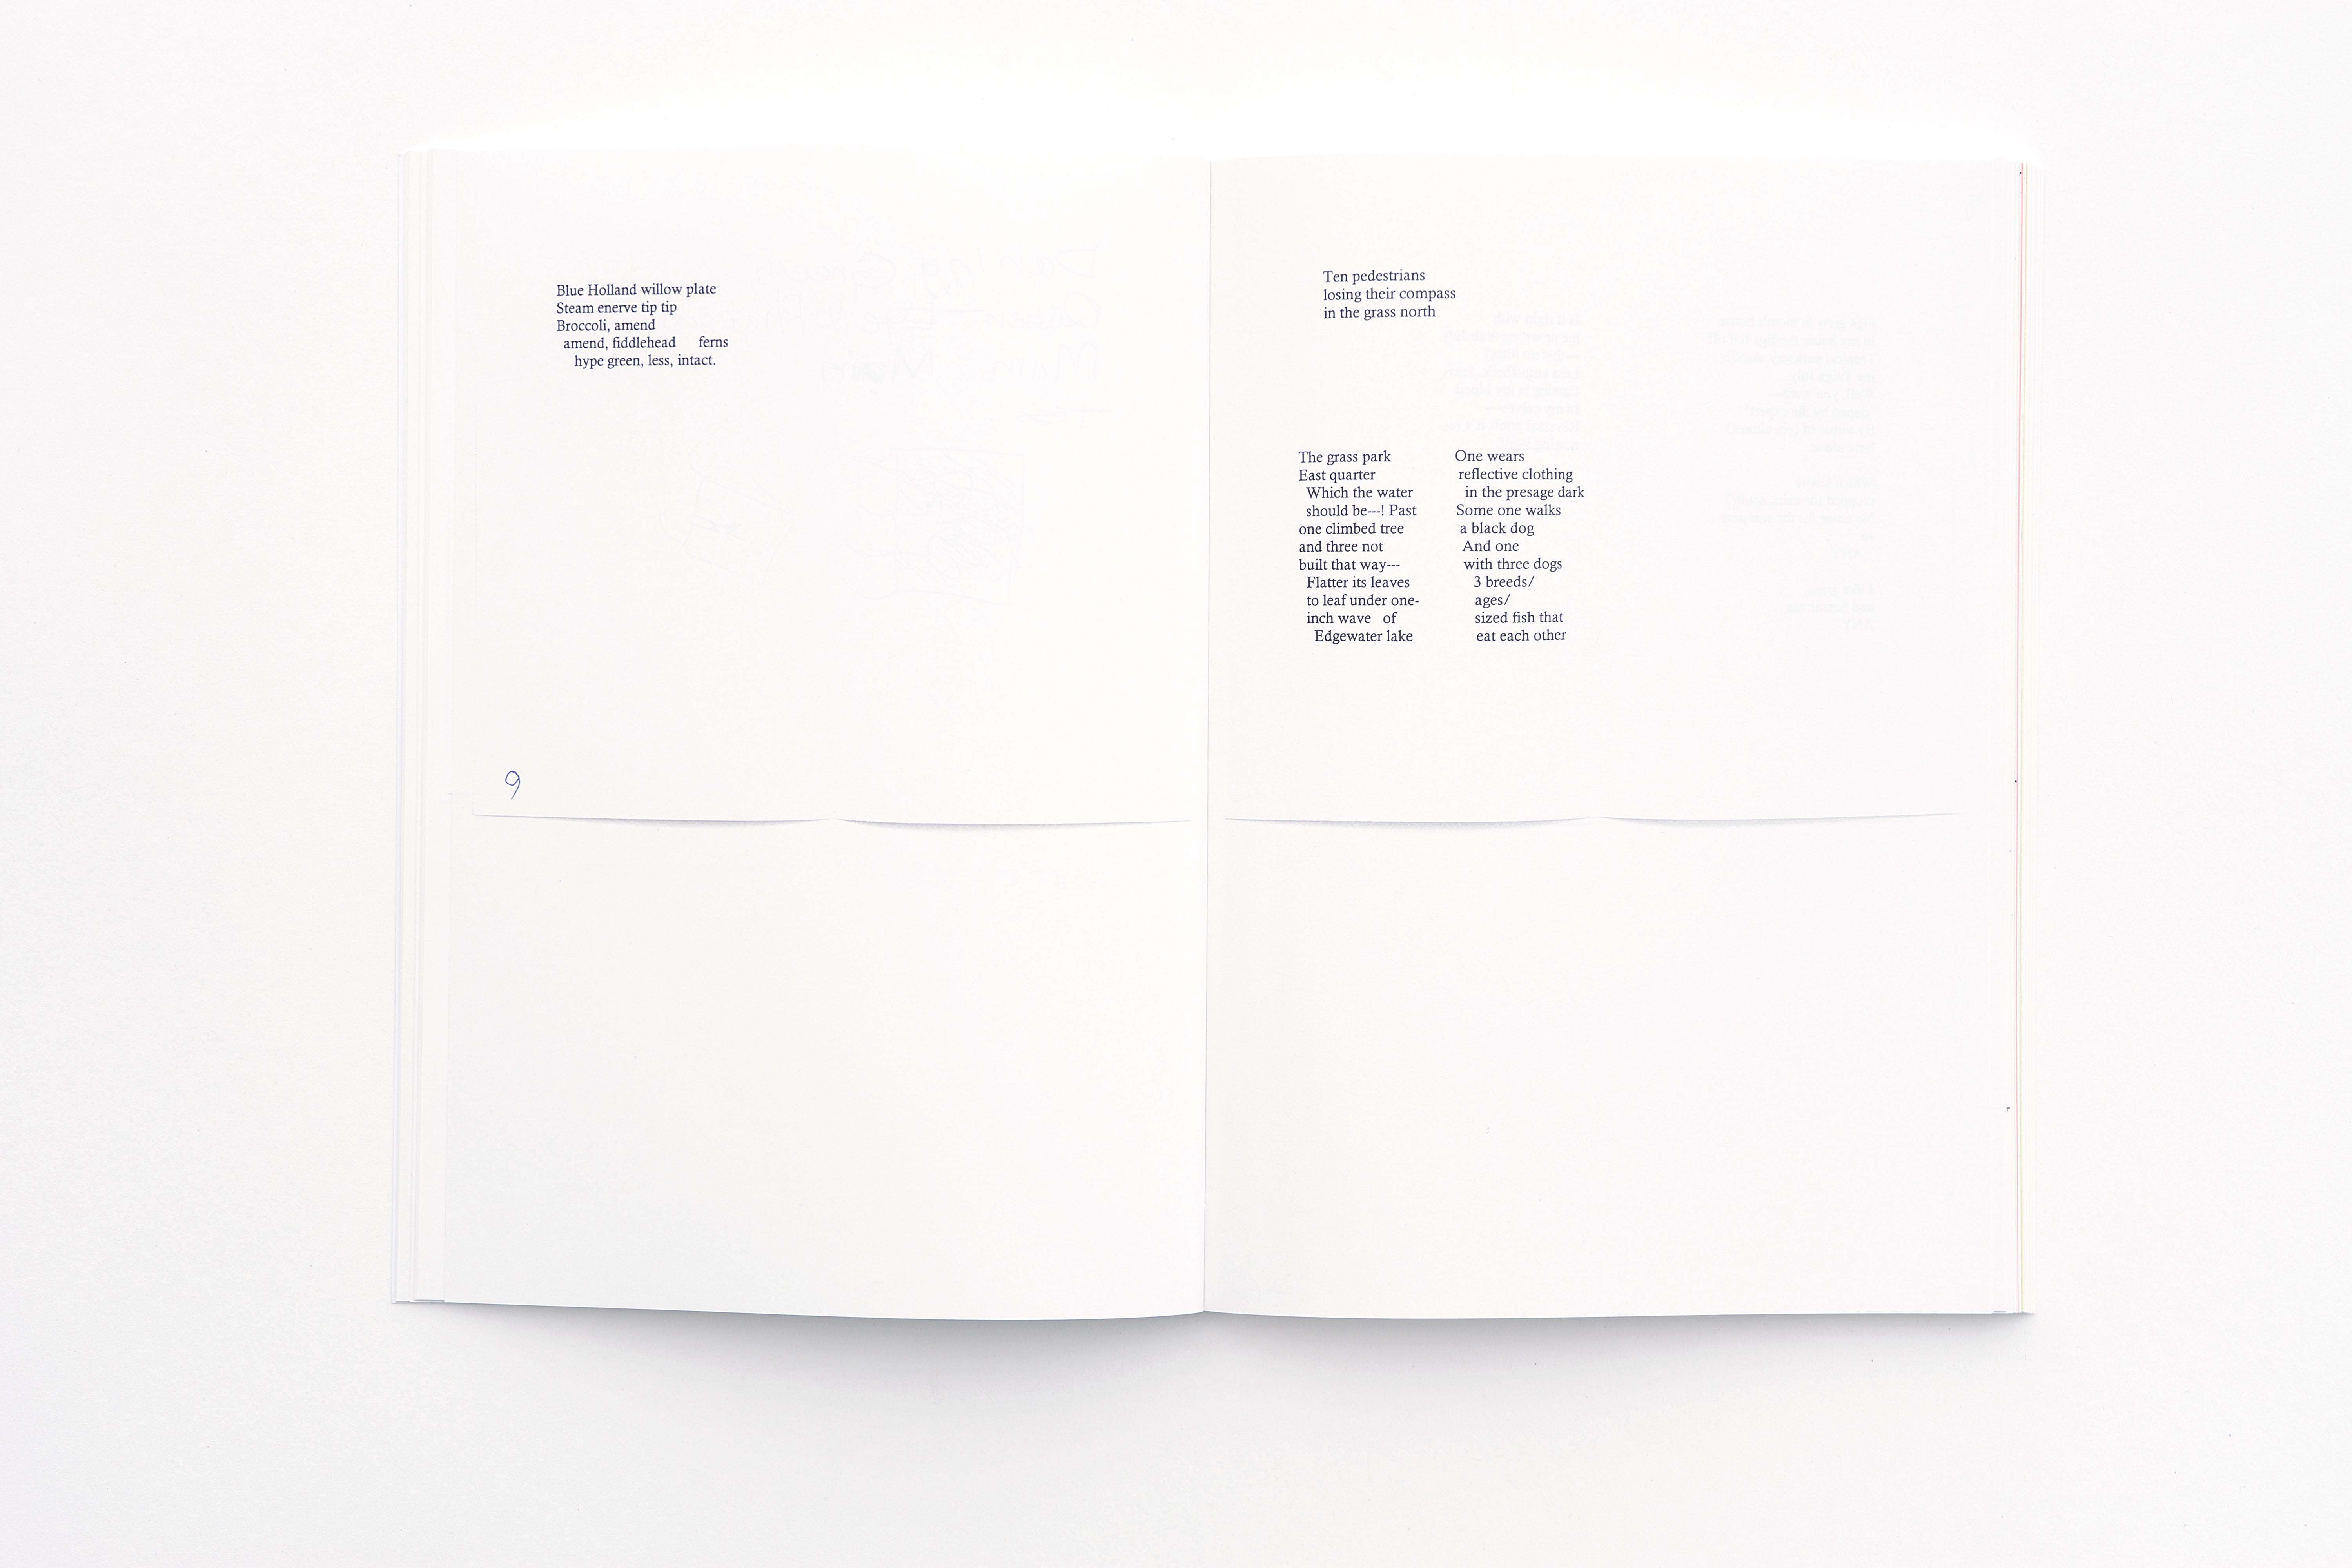 Blue Holland willow plate
Steam enerve tip tip
Broccoli, amend
amend, fiddlehead ferns
hype green, less, intact.
9
Ten pedestrians
losing their compass
in the grass north
The grass park
East quarter
Which the water
should be---! Past
one climbed tree
and three not
built that way---
Flatter its leaves
to leaf under one-
inch wave of
Edgewater lake
One wears
reflective clothing
in the presage dark
Some one walks
a black dog
And one
with three dogs
3 breeds/
ages/
sized fish that
eat each other